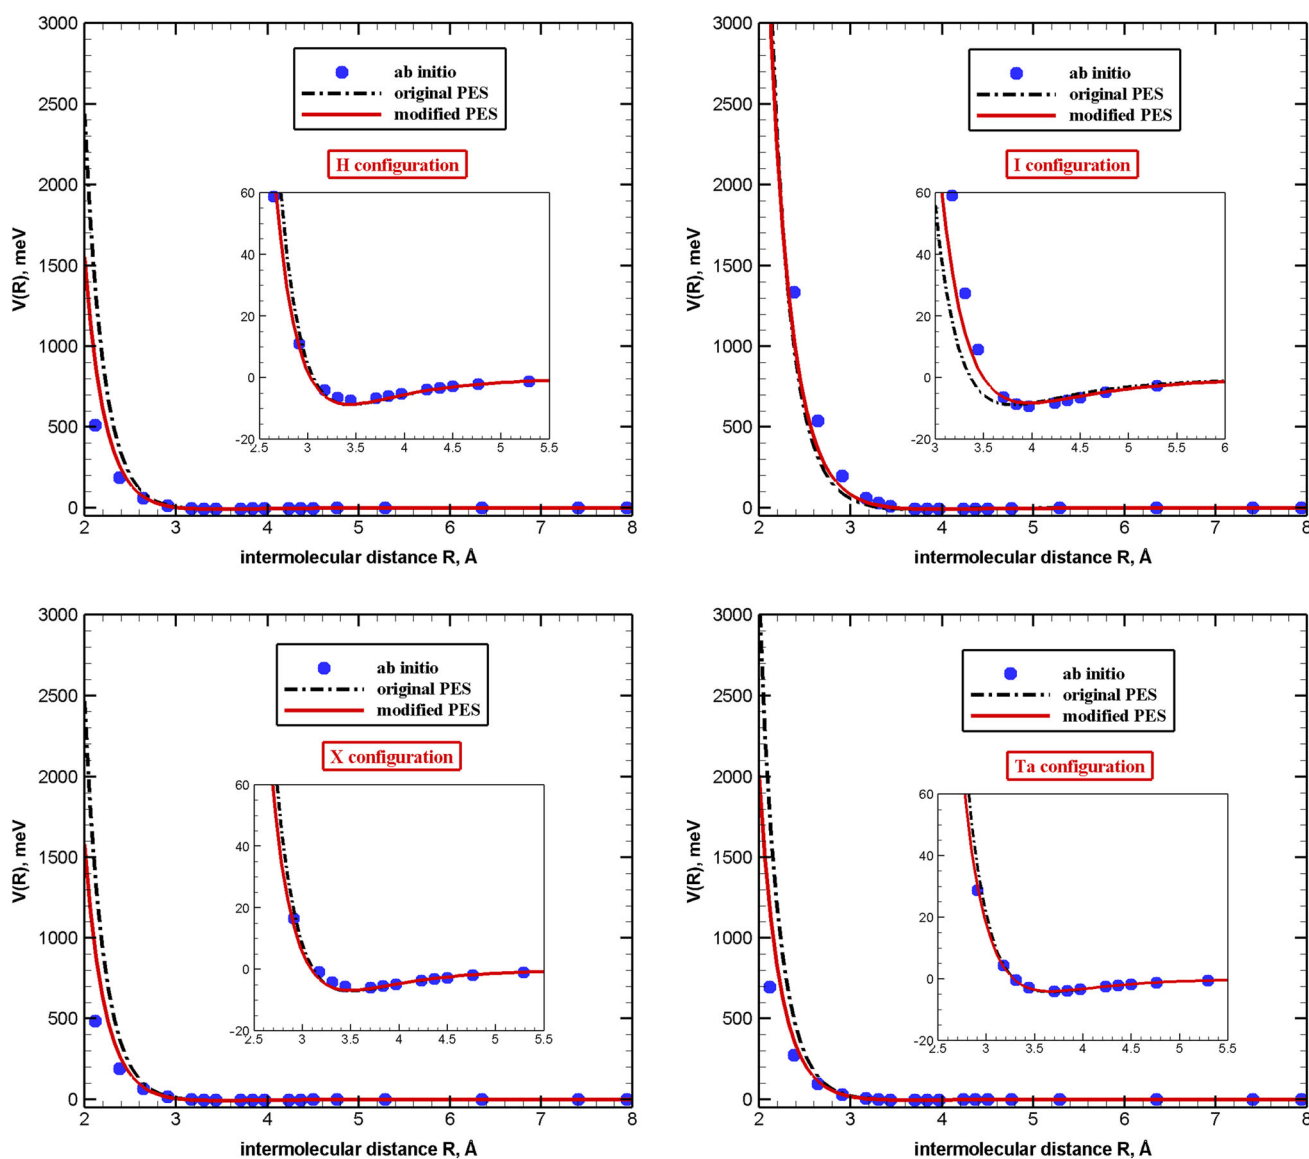 3000
2500
2000
1500
1000
500
0
V(R), meV
ab initio
original PES
modified PES
H configuration
60
40
20
0
-20
2.5 3 3.5 4 4.5 5 5.5
2 3 4 5 6 7 8
intermolecular distance R, Å
3000
2500
2000
1500
1000
500
0
V(R), meV
ab initio
original PES
modified PES
I configuration
60
40
20
0
-20
3 3.5 4 4.5 5 5.5 6
2 3 4 5 6 7 8
intermolecular distance R, Å
3000
2500
2000
1500
1000
500
0
V(R), meV
ab initio
original PES
modified PES
X configuration
60
40
20
0
-20
2.5 3 3.5 4 4.5 5 5.5
2 3 4 5 6 7 8
intermolecular distance R, Å
3000
2500
2000
1500
1000
500
0
V(R), meV
ab initio
original PES
modified PES
Ta configuration
60
40
20
0
-20
2.5 3 3.5 4 4.5 5 5.5
2 3 4 5 6 7 8
intermolecular distance R, Å